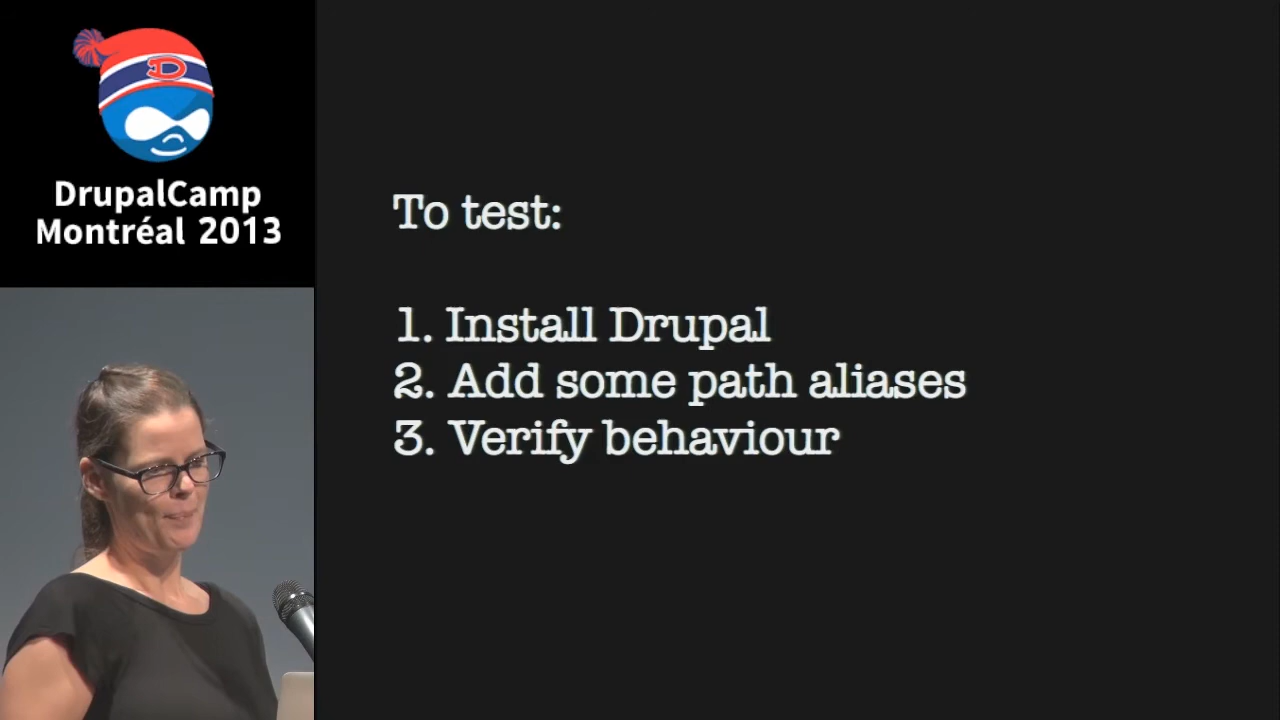 D
DrupalCamp
Montréal 2013
To test:
1. Install Drupal
2. Add some path aliases
3. Verify behaviour